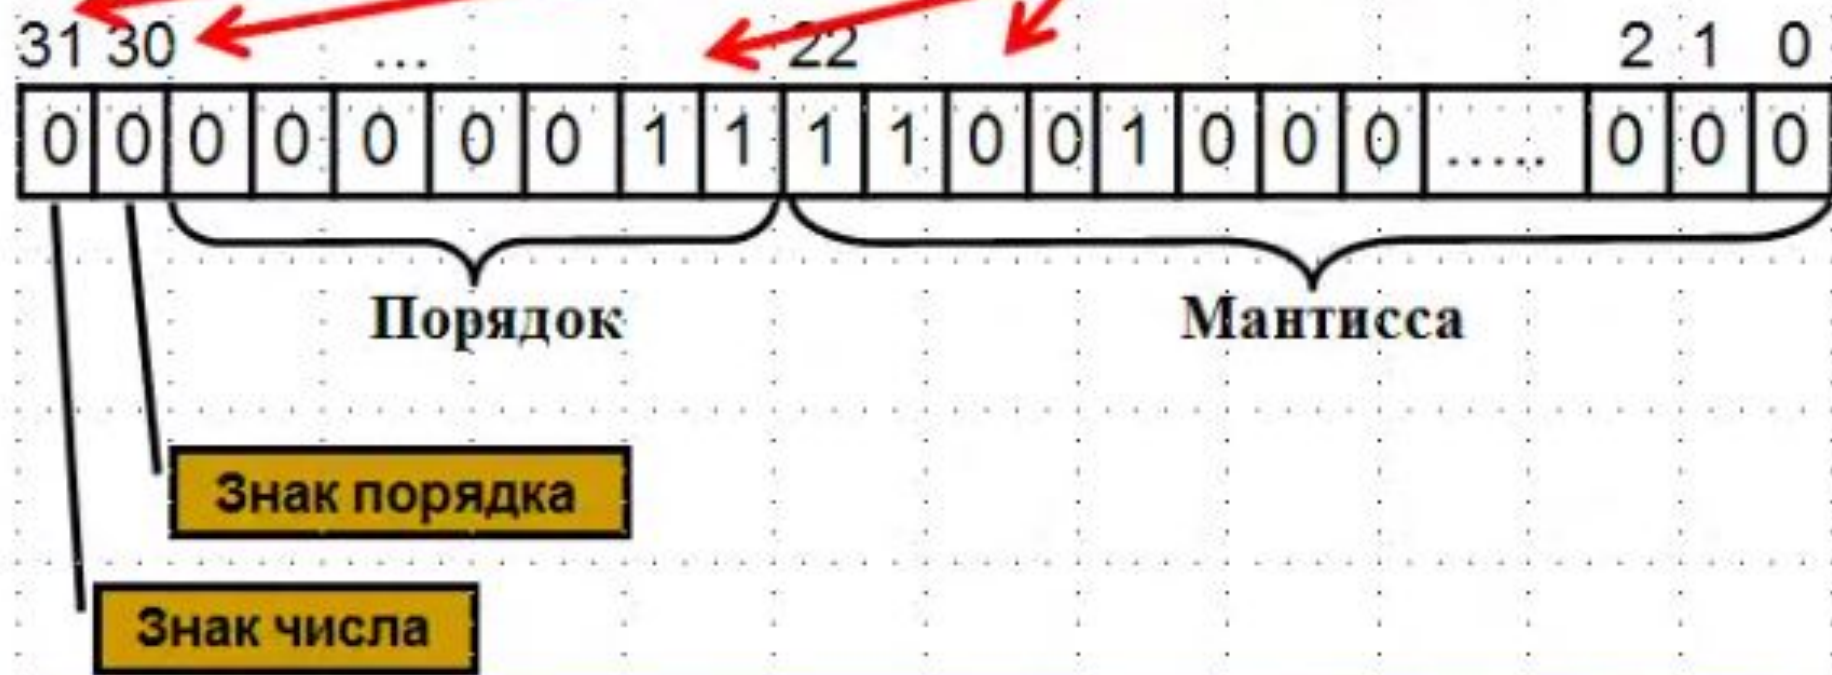 31 30 ... 22 2 1 0
0 0 0 0 0 0 0 1 1 1 1 0 0 1 0 0 0 ..... 0 0 0
Порядок Мантисса
Знак порядка
Знак числа